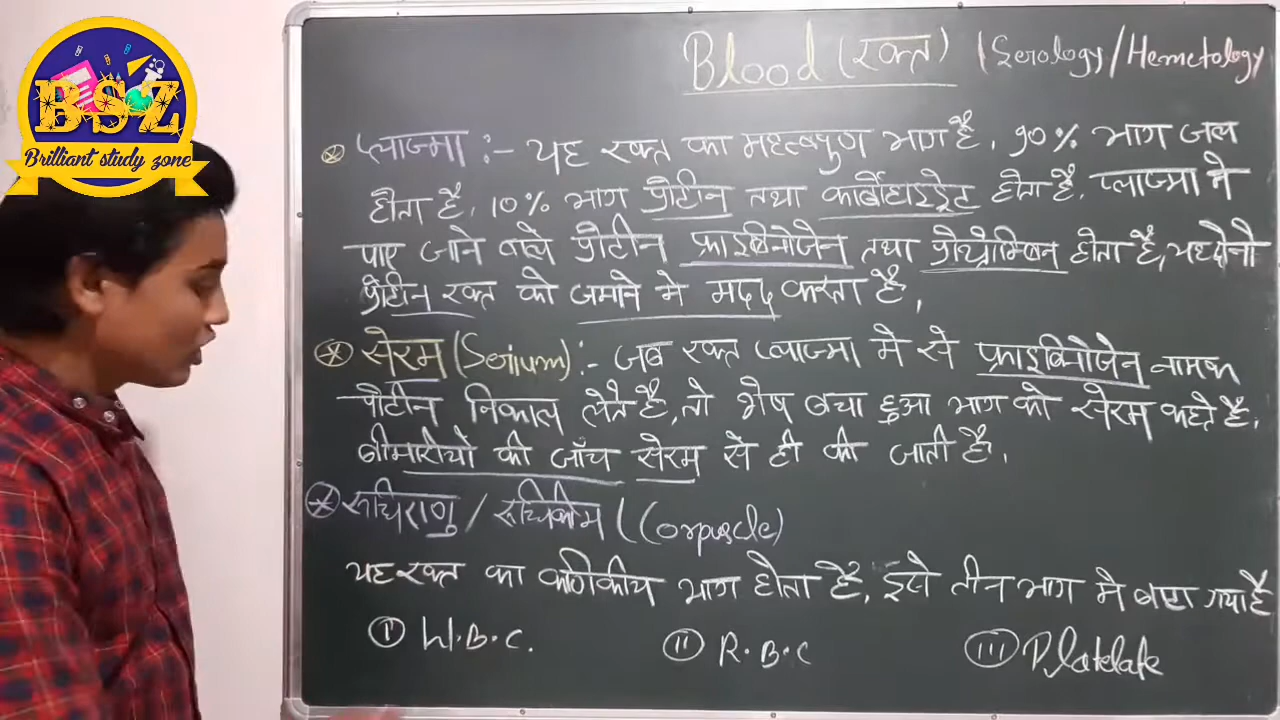 BSZ
Brilliant study zone
Blood (रक्त) (Serology/Hemetology
प्लाज्मा :- यह रक्त का महत्वपुण भाग है, 90% भाग जल
होता है, 10% भाग प्रोटीन तथा कार्बोहाइड्रेट होता है, प्लाज्मा ने
पाए जाने वाले प्रोटीन फ्राइबिनोजेन तथा प्रोथ्रोम्बिन होता है, यह दोनो
प्रोटीन रक्त को जमाने मे मदद करता है,
सेरम (Serium) :- जब रक्त प्लाज्मा मे से फ्राइबिनोजेन नामक
प्रोटीन निकाल लेते है, तो शेष बचा हुआ भाग को सेरम कहते है,
बीमारीयो की जाँच सेरम से ही की जाती है,
रूधिराणु / रूधिकोम (Corpuscle)
यह रक्त का कणिकीय भाग होता है, इसे तीन भाग मे बाटा गया है
(i) W.B.C. (ii) R.B.C (iii) Platelate